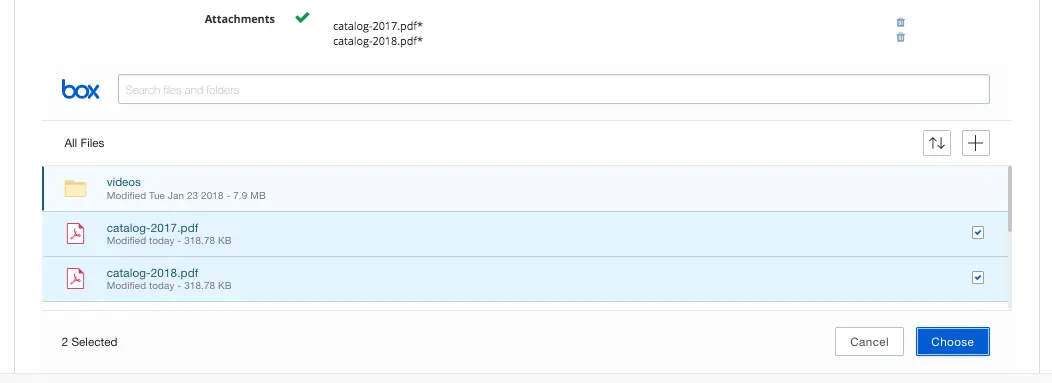 Attachments
catalog-2017.pdf*
catalog-2018.pdf*
box
Search files and folders
All Files
videos
Modified Tue Jan 23 2018 - 7.9 MB
catalog-2017.pdf
Modified today - 318.78 KB
catalog-2018.pdf
Modified today - 318.78 KB
2 Selected
Cancel
Choose